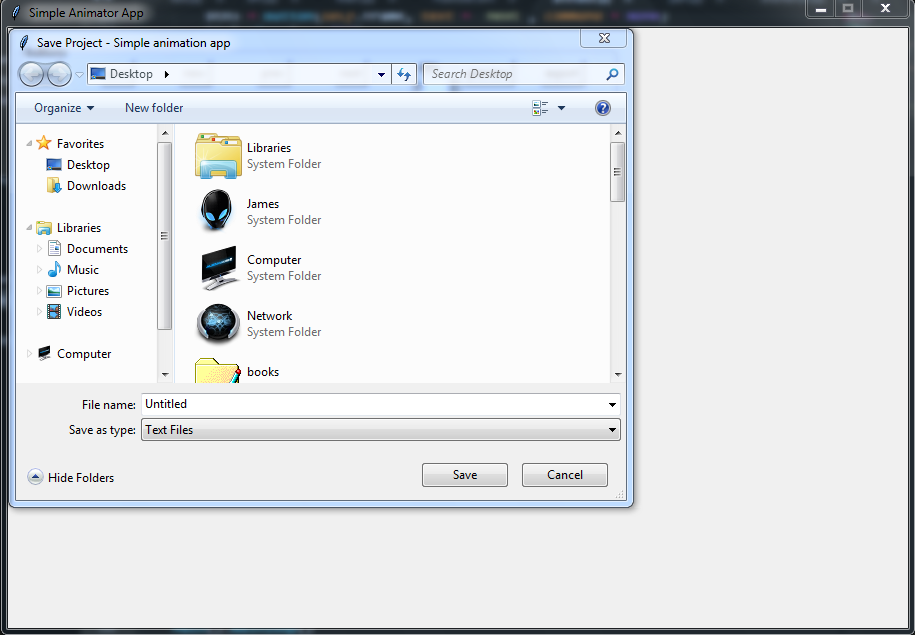 Simple Animator App
Save Project - Simple animation app
Desktop
Search Desktop
Organize
New folder
Favorites
Desktop
Downloads
Libraries
Documents
Music
Pictures
Videos
Computer
Libraries
System Folder
James
System Folder
Computer
System Folder
Network
System Folder
books
File name: Untitled
Save as type: Text Files
Hide Folders
Save
Cancel